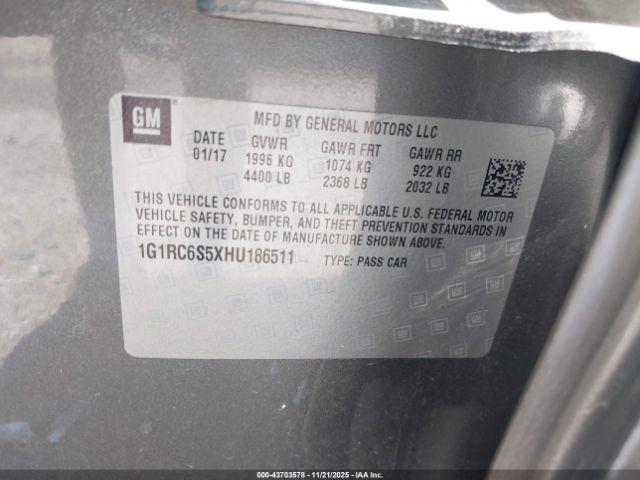 GM
MFD BY GENERAL MOTORS LLC
DATE GVWR GAWR FRT GAWR RR
01/17 1996 KG 1074 KG 922 KG
4400 LB 2368 LB 2032 LB
THIS VEHICLE CONFORMS TO ALL APPLICABLE U.S. FEDERAL MOTOR
VEHICLE SAFETY, BUMPER, AND THEFT PREVENTION STANDARDS IN
EFFECT ON THE DATE OF MANUFACTURE SHOWN ABOVE.
1G1RC6S5XHU186511 TYPE: PASS CAR
000-43703578 - 11/21/2025 - IAA Inc.